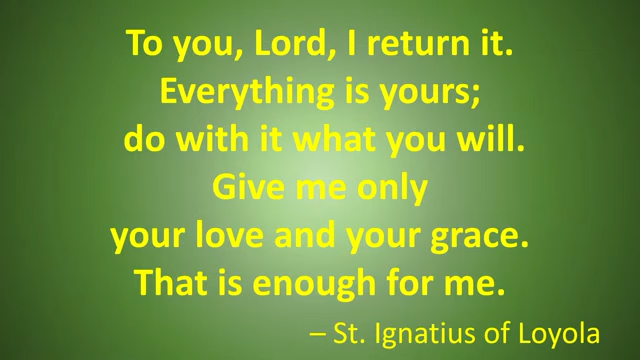 To you, Lord, I return it.
Everything is yours;
do with it what you will.
Give me only
your love and your grace.
That is enough for me.
– St. Ignatius of Loyola